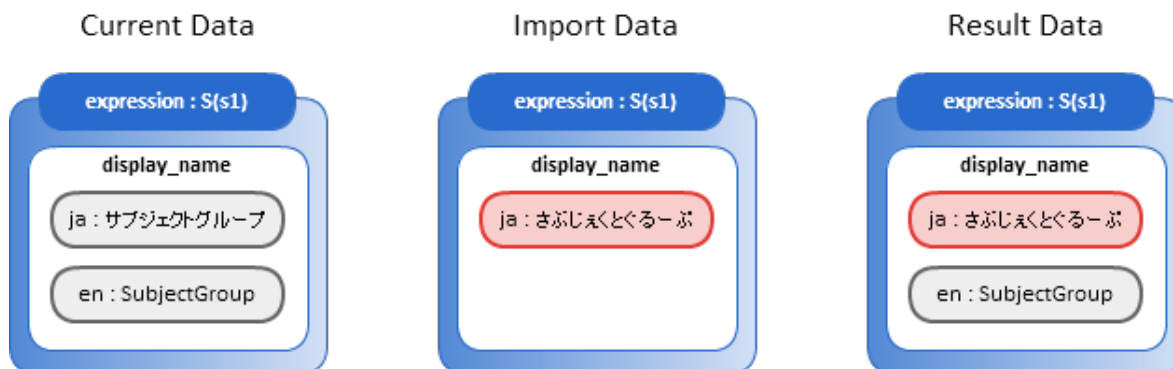 Current Data
Import Data
Result Data
expression : S(s1)
expression : S(s1)
expression : S(s1)
display_name
display_name
display_name
ja : サブジェクトグループ
ja : さぶじぇくとぐるーぷ
ja : さぶじぇくとぐるーぷ
en : SubjectGroup
en : SubjectGroup